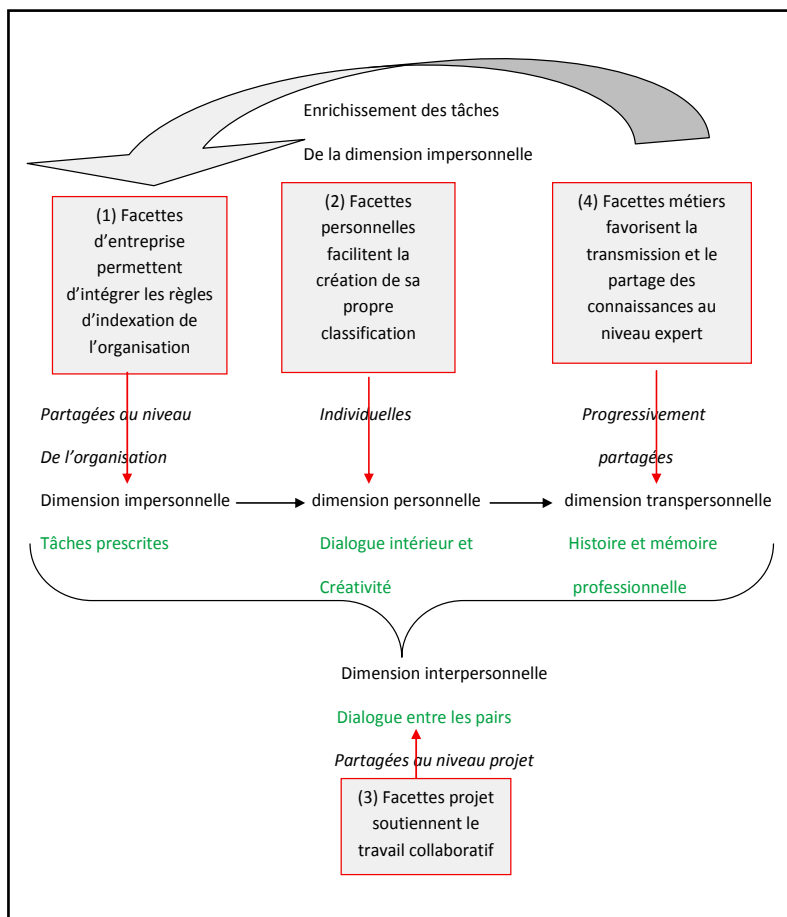 Enrichissement des tâches
De la dimension impersonnelle
(1) Facettes
d’entreprise
permettent
d’intégrer les règles
d’indexation de
l’organisation
(2) Facettes
personnelles
facilitent la
création de sa
propre
classification
(4) Facettes métiers
favorisent la
transmission et le
partage des
connaissances au
niveau expert
Partagées au niveau
De l’organisation
Individuelles
Progressivement
partagées
Dimension impersonnelle
dimension personnelle
dimension transpersonnelle
Tâches prescrites
Dialogue intérieur et
Créativité
Histoire et mémoire
professionnelle
Dimension interpersonnelle
Dialogue entre les pairs
Partagées au niveau projet
(3) Facettes projet
soutiennent le
travail collaboratif